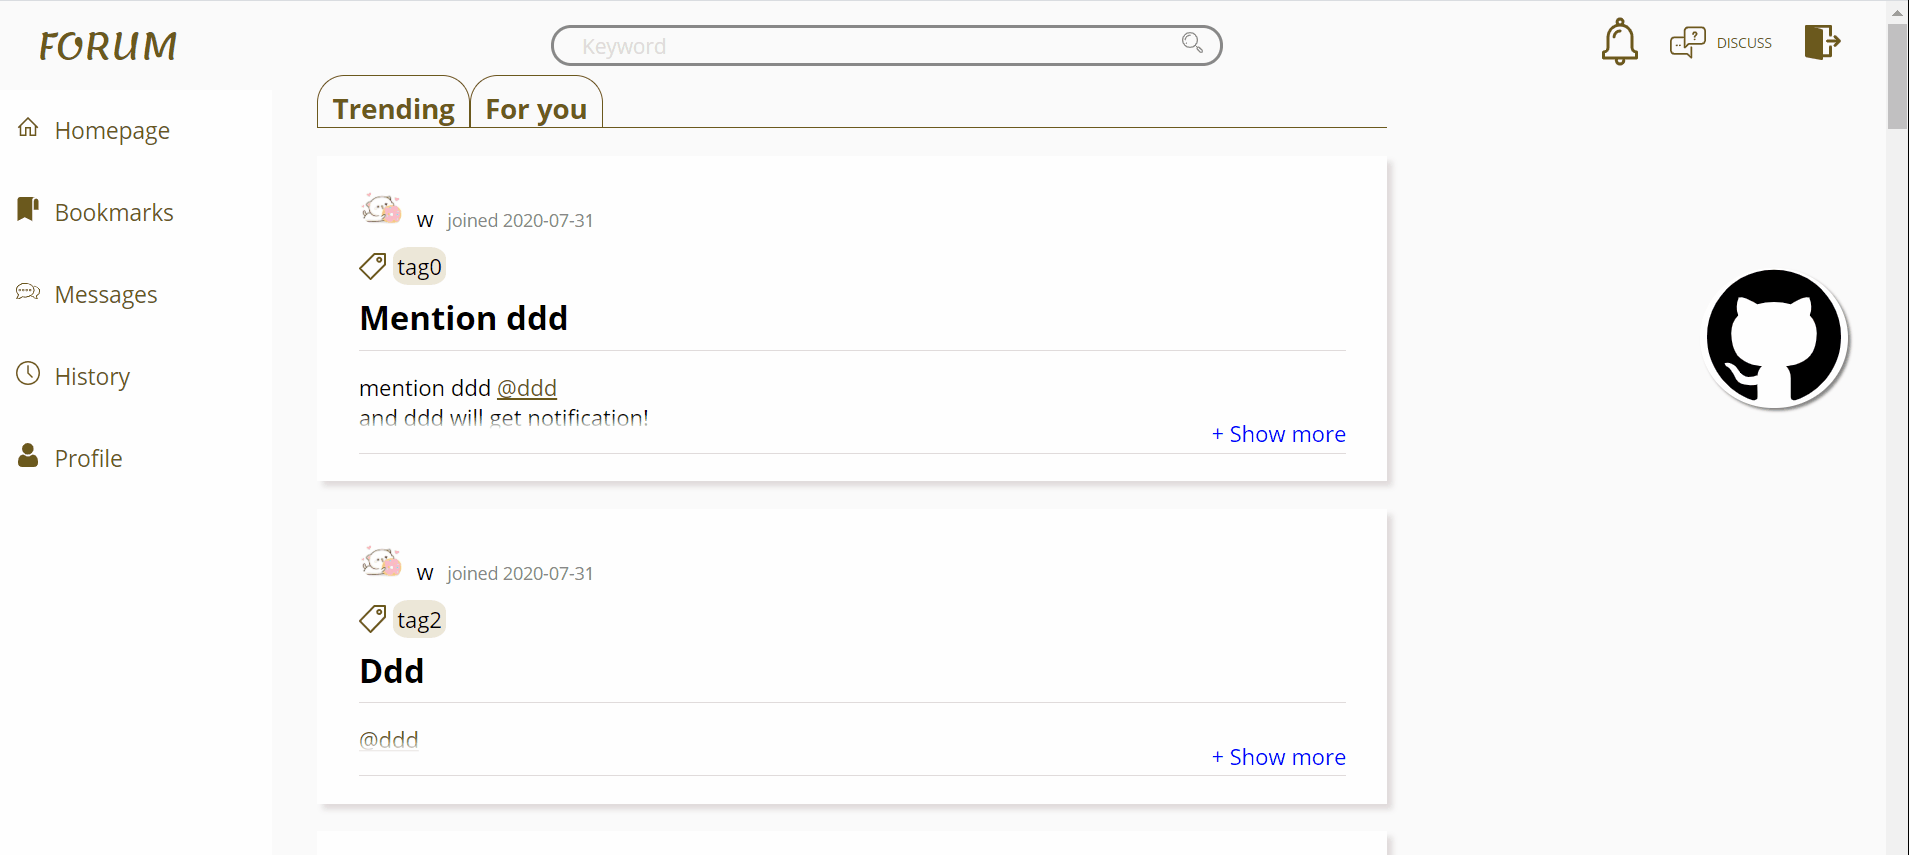 FORUM
Keyword
DISCUSS
Trending
For you
Homepage
Bookmarks
Messages
History
Profile
w joined 2020-07-31
tag0
Mention ddd
mention ddd @ddd
and ddd will get notification!
+ Show more
w joined 2020-07-31
tag2
Ddd
@ddd
+ Show more